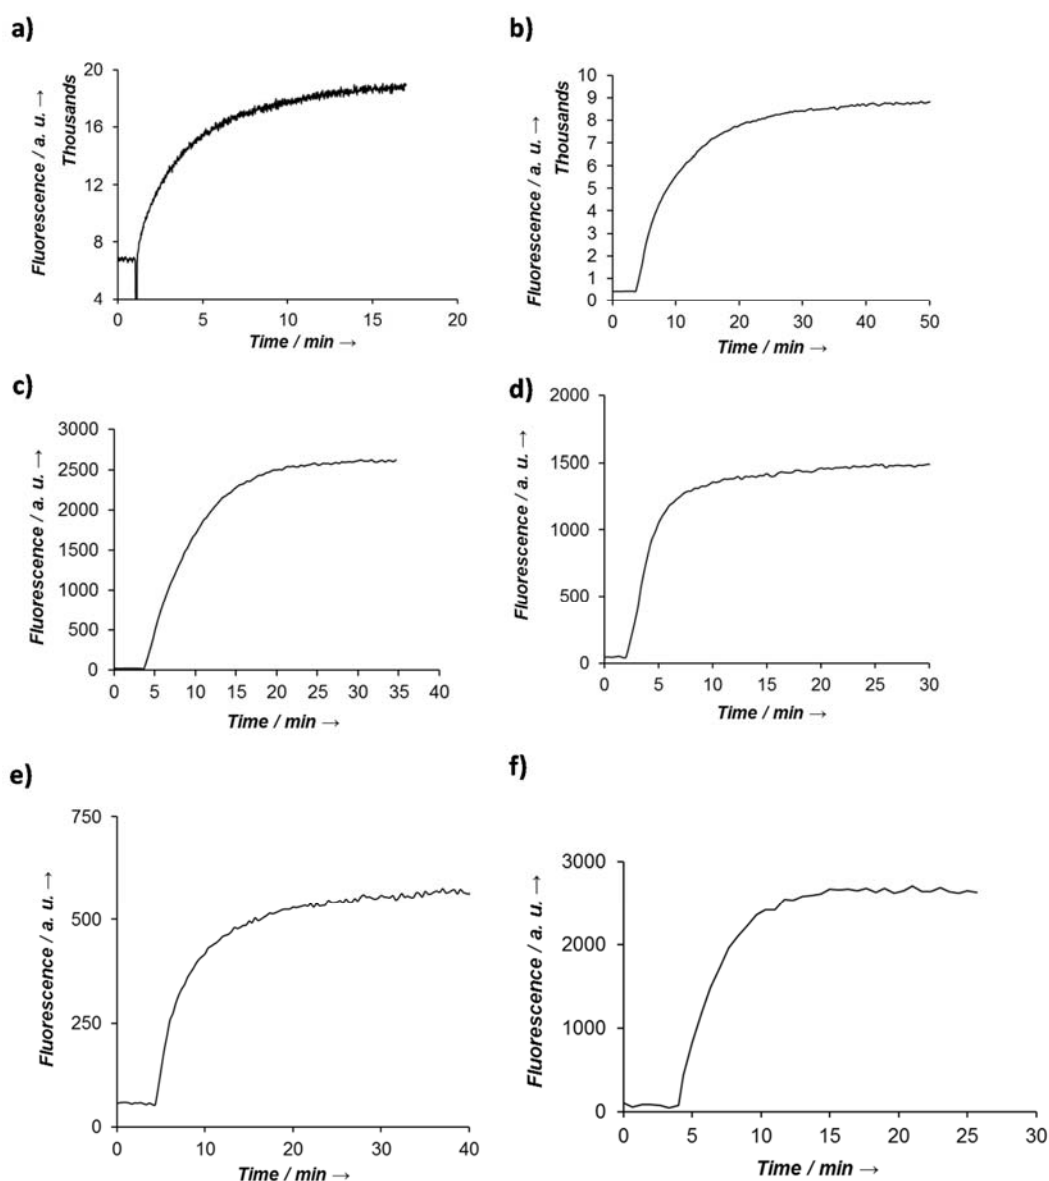 a)
Fluorescence / a. u. →
Thousands
20
16
12
8
4
0 5 10 15 20
Time / min →
b)
Fluorescence / a. u. →
Thousands
10
9
8
7
6
5
4
3
2
1
0
0 10 20 30 40 50
Time / min →
c)
Fluorescence / a. u. →
3000
2500
2000
1500
1000
500
0
0 5 10 15 20 25 30 35 40
Time / min →
d)
Fluorescence / a. u. →
2000
1500
1000
500
0
0 5 10 15 20 25 30
Time / min →
e)
Fluorescence / a. u. →
750
500
250
0
0 10 20 30 40
Time / min →
f)
Fluorescence / a. u. →
3000
2000
1000
0
0 5 10 15 20 25 30
Time / min →